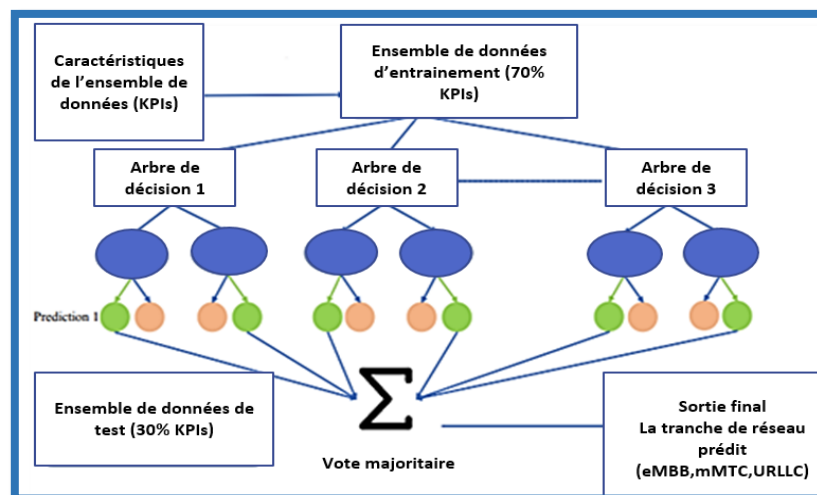 Caractéristiques
de l'ensemble de
données (KPIs)
Ensemble de données
d'entrainement (70%
KPIs)
Arbre de
décision 1
Arbre de
décision 2
Arbre de
décision 3
Prediction 1
Ensemble de données de
test (30% KPIs)
Σ
Vote majoritaire
Sortie final
La tranche de réseau
prédit
(eMBB,mMTC,URLLC)